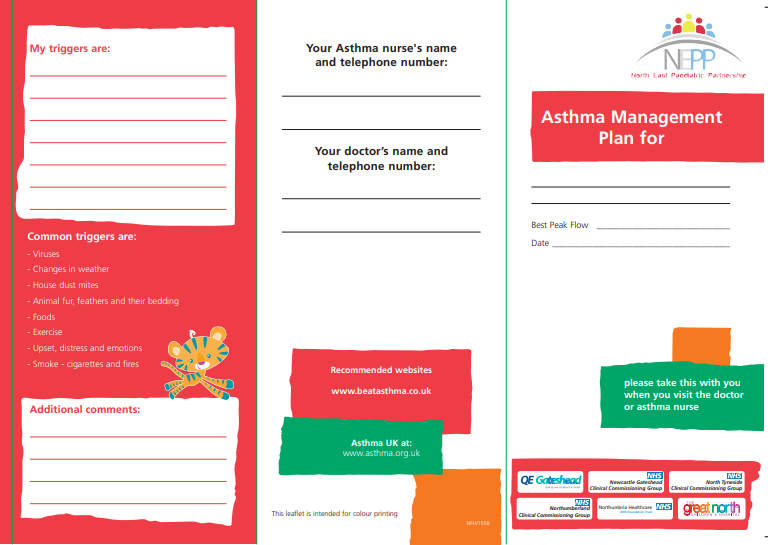 My triggers are:
Common triggers are:
- Viruses
- Changes in weather
- House dust mites
- Animal fur, feathers and their bedding
- Foods
- Exercise
- Upset, distress and emotions
- Smoke - cigarettes and fires
Additional comments:
Your Asthma nurse's name
and telephone number:
Your doctor's name and
telephone number:
Recommended websites
www.beatasthma.co.uk
Asthma UK at:
www.asthma.org.uk
This leaflet is intended for colour printing
NEPP
North East Paediatric Partnership
Asthma Management
Plan for
Best Peak Flow
Date
please take this with you
when you visit the doctor
or asthma nurse
QE Gateshead
NHS
Newcastle Gateshead
Clinical Commissioning Group
NHS
North Tyneside
Clinical Commissioning Group
NHS
Northumberland
Clinical Commissioning Group
Northumbria Healthcare NHS
NHS Foundation Trust
THE
great north
CHILDREN'S HOSPITAL